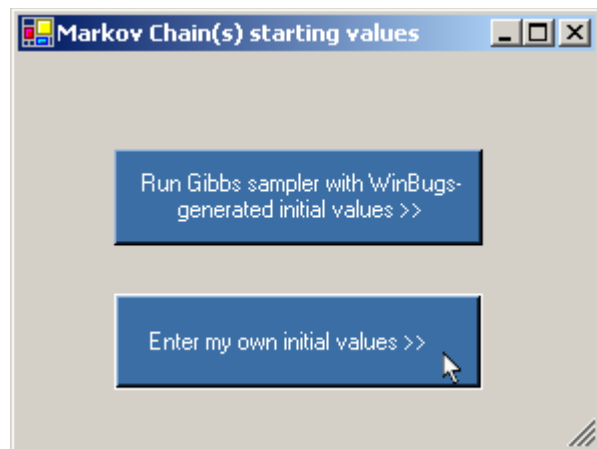 Markov Chain(s) starting values
Run Gibbs sampler with WinBugs-
generated initial values >>
Enter my own initial values >>